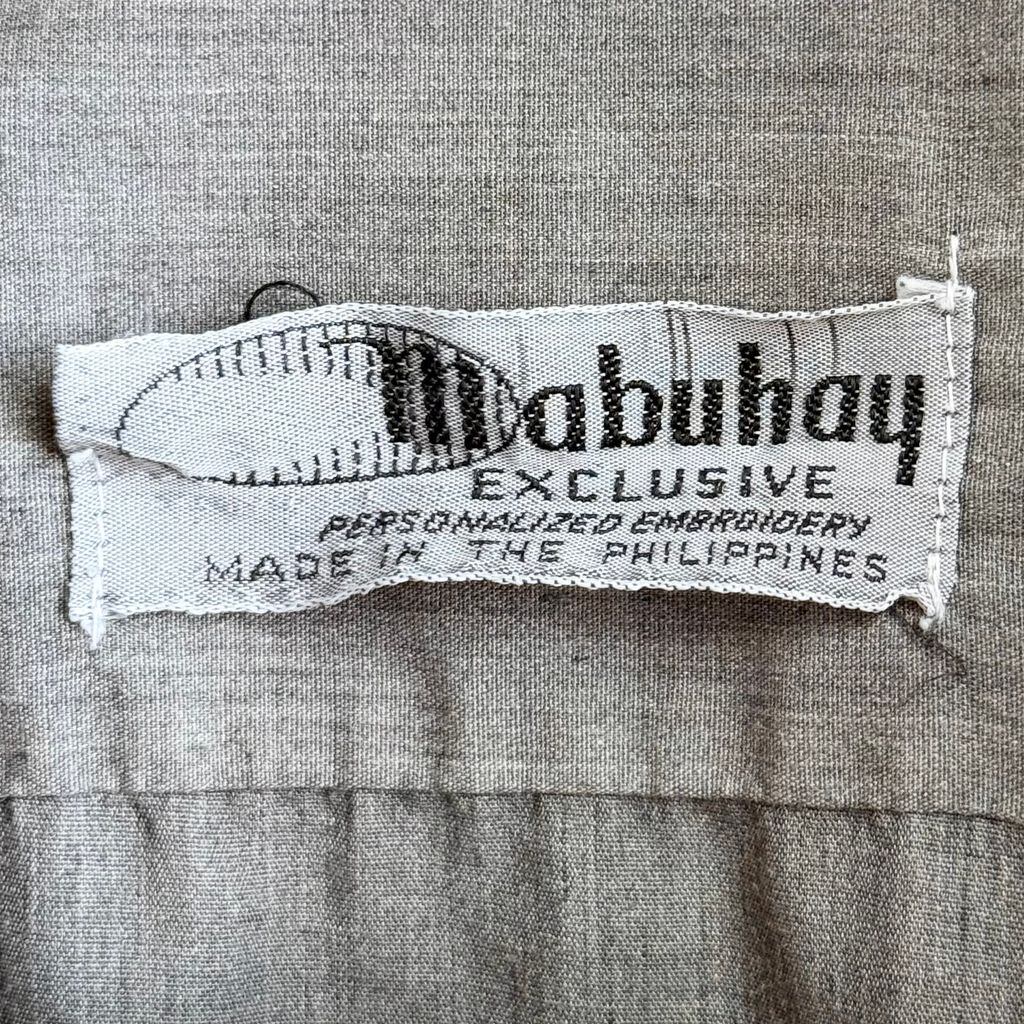 Mabuhay
EXCLUSIVE
PERSONALIZED EMBROIDERY
MADE IN THE PHILIPPINES